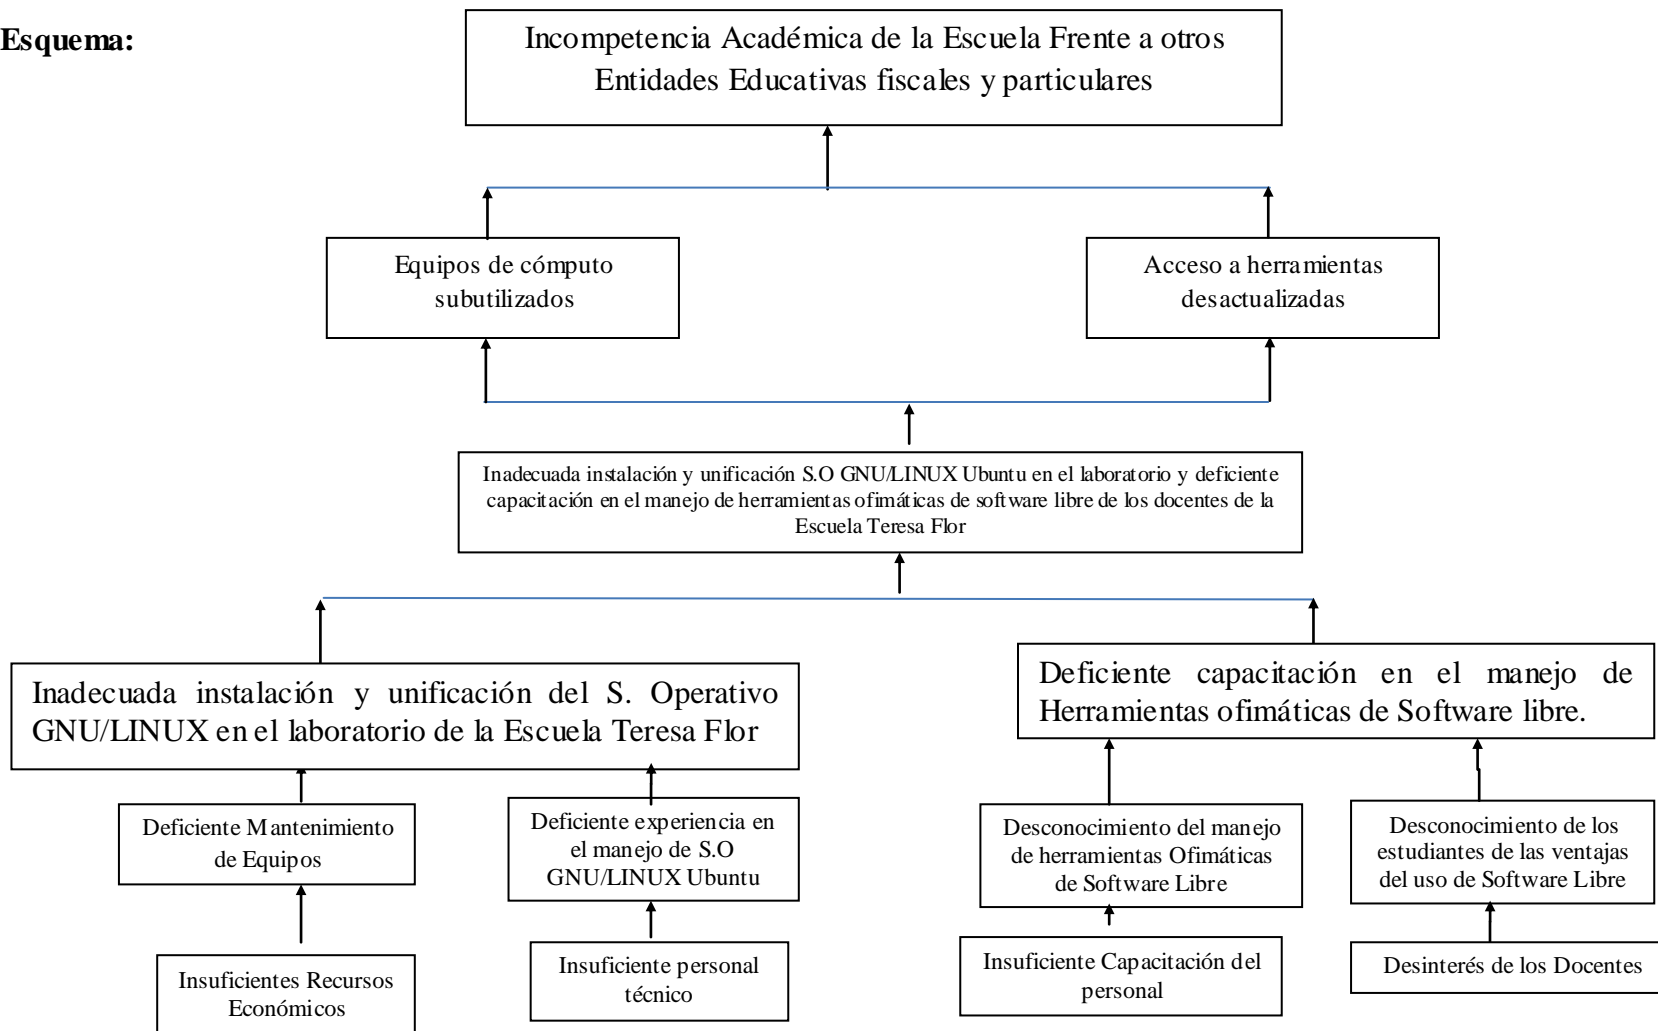 Esquema:
Incompetencia Académica de la Escuela Frente a otros
Entidades Educativas fiscales y particulares
Equipos de cómputo
subutilizados
Acceso a herramientas
desactualizadas
Inadecuada instalación y unificación S.O GNU/LINUX Ubuntu en el laboratorio y deficiente
capacitación en el manejo de herramientas ofimáticas de software libre de los docentes de la
Escuela Teresa Flor
Inadecuada instalación y unificación del S. Operativo
GNU/LINUX en el laboratorio de la Escuela Teresa Flor
Deficiente capacitación en el manejo de
Herramientas ofimáticas de Software libre.
Deficiente Mantenimiento
de Equipos
Deficiente experiencia en
el manejo de S.O
GNU/LINUX Ubuntu
Desconocimiento del manejo
de herramientas Ofimáticas
de Software Libre
Desconocimiento de los
estudiantes de las ventajas
del uso de Software Libre
Insuficientes Recursos
Económicos
Insuficiente personal
técnico
Insuficiente Capacitación del
personal
Desinterés de los Docentes